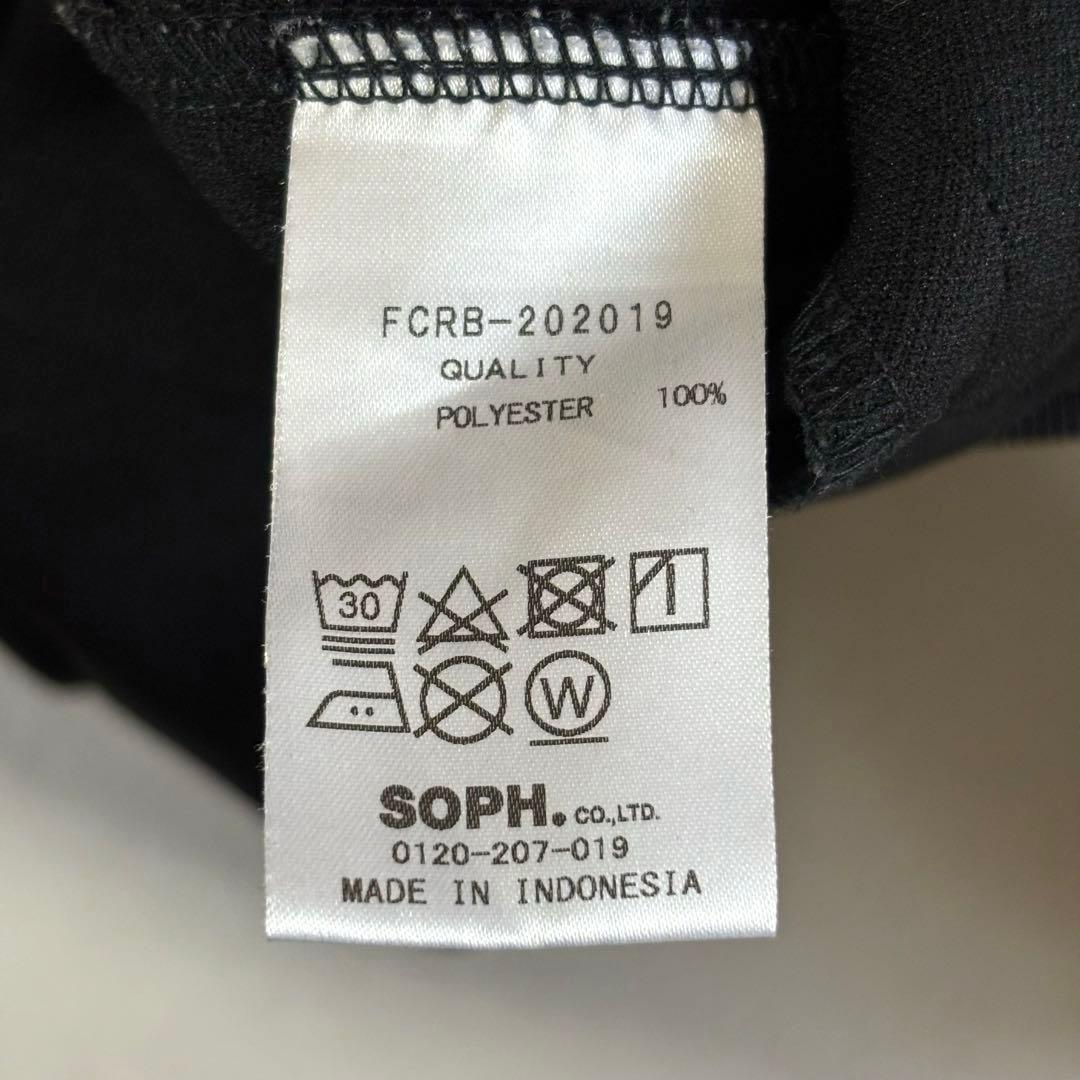 FCRB-202019
QUALITY
POLYESTER 100%
30
W
SOPH. CO.,LTD.
0120-207-019
MADE IN INDONESIA